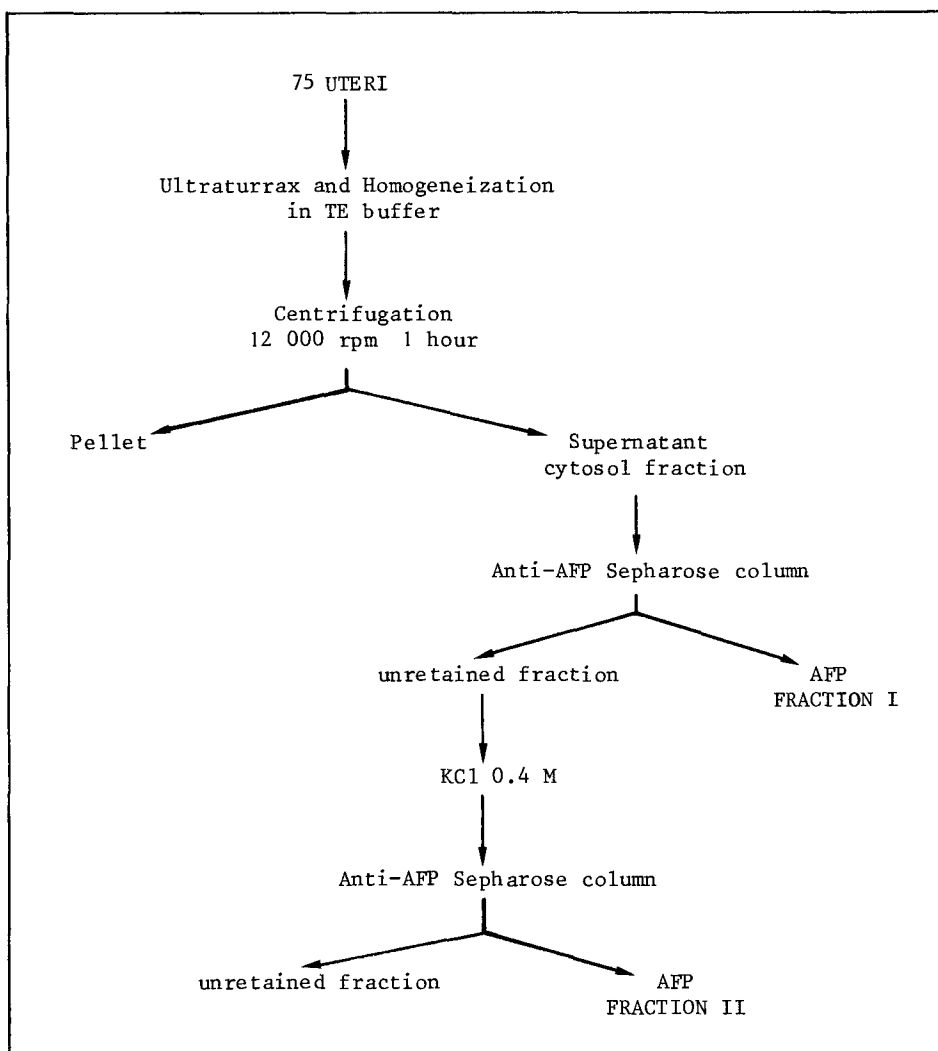 75 UTERI
Ultraturrax and Homogeneization
in TE buffer
Centrifugation
12 000 rpm 1 hour
Pellet
Supernatant
cytosol fraction
Anti-AFP Sepharose column
unretained fraction
AFP
FRACTION I
KCl 0.4 M
Anti-AFP Sepharose column
unretained fraction
AFP
FRACTION II